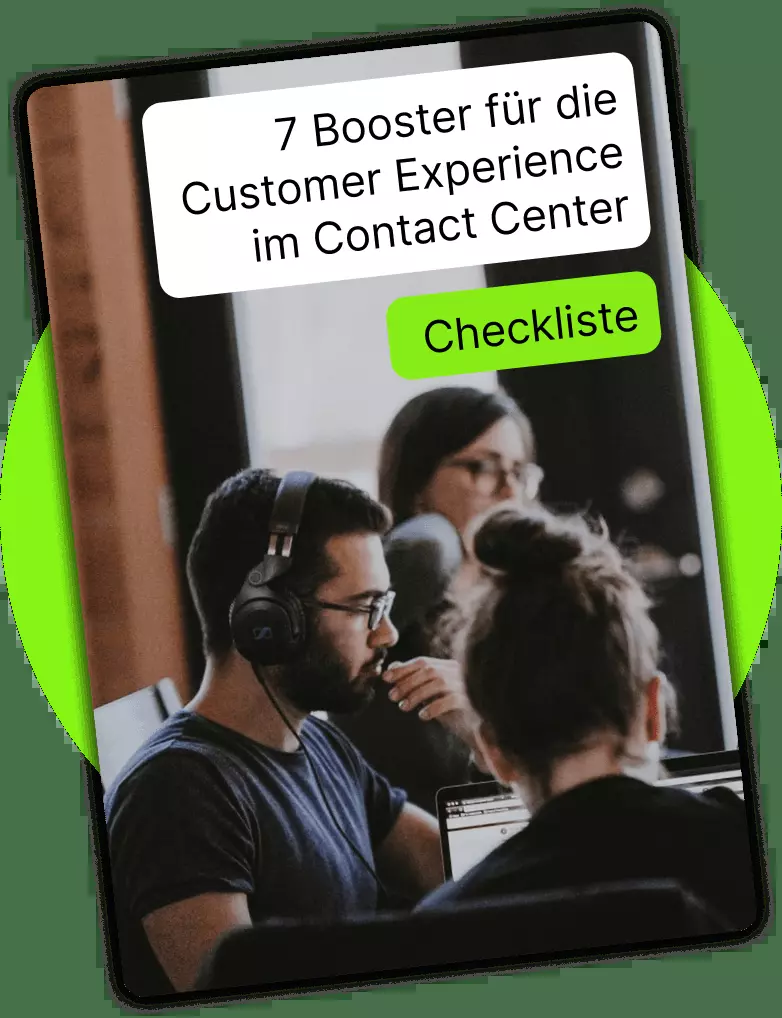 7 Booster für die
Customer Experience
im Contact Center
Checkliste